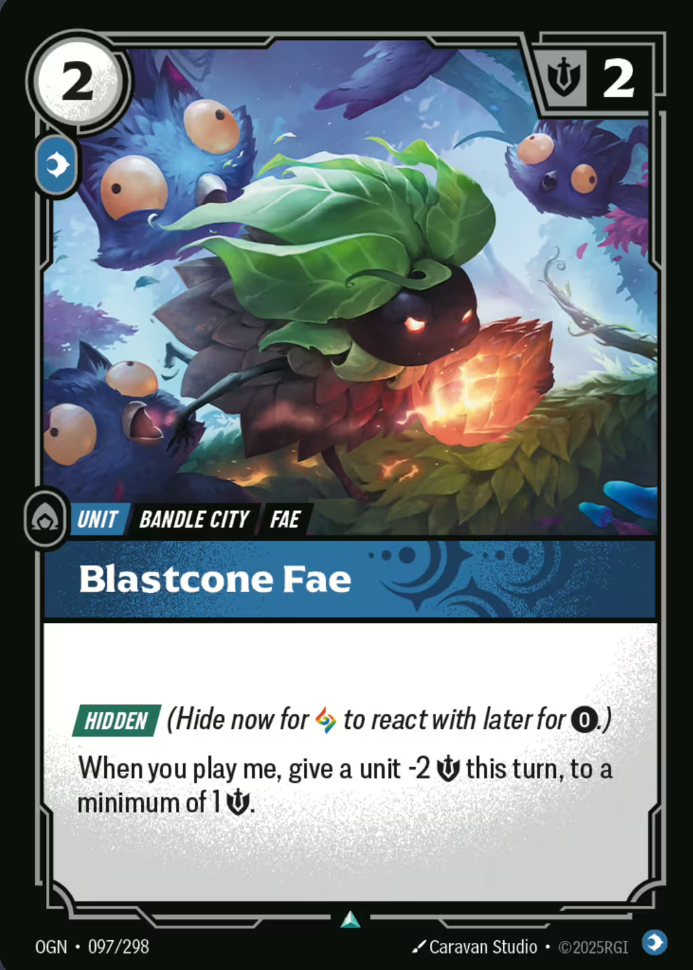 2
2
UNIT BANDLE CITY FAE
Blastcone Fae
HIDDEN (Hide now for to react with later for 0.)
When you play me, give a unit -2 this turn, to a
minimum of 1.
OGN • 097/298 Caravan Studio • ©2025RGI